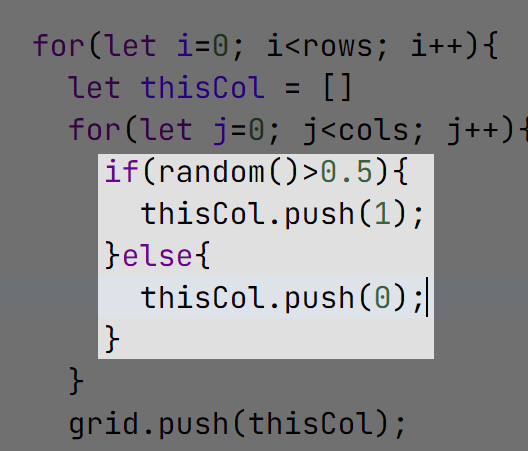 for(let i=0; i<rows; i++){
let thisCol = []
for(let j=0; j<cols; j++){
if(random()>0.5){
thisCol.push(1);
}else{
thisCol.push(0);
}
}
grid.push(thisCol);